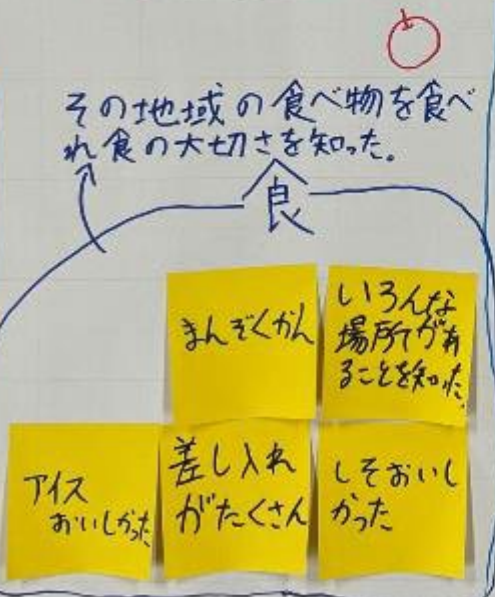 その地域の食べ物を食べ
れ食の大切さを知った。
食
まんぞくかん
いろんな
場所があ
ることを知った
アイス
おいしかった
差し入れ
がたくさん
しそおいし
かった